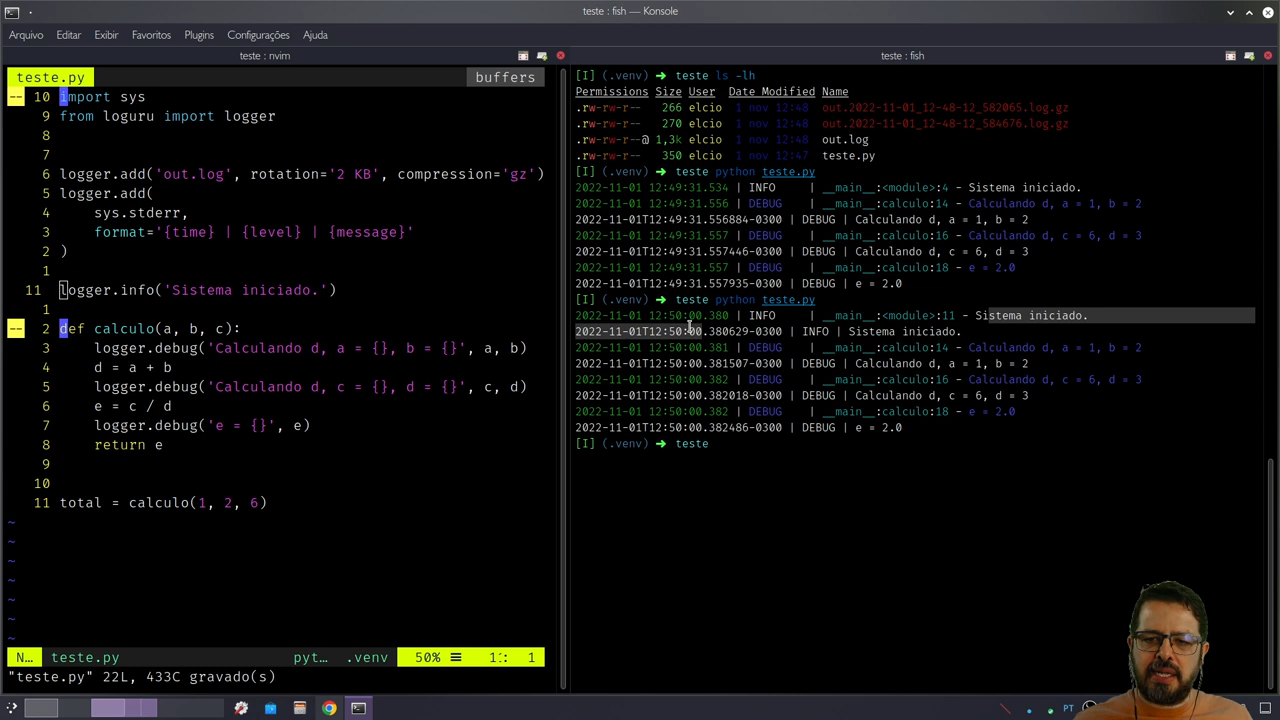 teste : fish — Konsole
Arquivo Editar Exibir Favoritos Plugins Configurações Ajuda
teste : nvim
teste.py buffers
10 import sys
9 from loguru import logger
8
7
6 logger.add('out.log', rotation='2 KB', compression='gz')
5 logger.add(
4 sys.stderr,
3 format='{time} | {level} | {message}'
2 )
1
11 logger.info('Sistema iniciado.')
1
2 def calculo(a, b, c):
3 logger.debug('Calculando d, a = {}, b = {}', a, b)
4 d = a + b
5 logger.debug('Calculando d, c = {}, d = {}', c, d)
6 e = c / d
7 logger.debug('e = {}', e)
8 return e
9
10
11 total = calculo(1, 2, 6)
~
~
~
~
~
~
~
N… teste.py pyt… .venv 50% 1: 1
"teste.py" 22L, 433C gravado(s)
teste : fish
[I] (.venv) → teste ls -lh
Permissions Size User Date Modified Name
.rw-rw-r-- 266 elcio 1 nov 12:48 out.2022-11-01_12-48-12_582065.log.gz
.rw-rw-r-- 270 elcio 1 nov 12:48 out.2022-11-01_12-48-12_584676.log.gz
.rw-rw-r--@ 1,3k elcio 1 nov 12:48 out.log
.rw-rw-r-- 350 elcio 1 nov 12:47 teste.py
[I] (.venv) → teste python teste.py
2022-11-01 12:49:31.534 | INFO | __main__:<module>:4 - Sistema iniciado.
2022-11-01 12:49:31.556 | DEBUG | __main__:calculo:14 - Calculando d, a = 1, b = 2
2022-11-01T12:49:31.556884-0300 | DEBUG | Calculando d, a = 1, b = 2
2022-11-01 12:49:31.557 | DEBUG | __main__:calculo:16 - Calculando d, c = 6, d = 3
2022-11-01T12:49:31.557446-0300 | DEBUG | Calculando d, c = 6, d = 3
2022-11-01 12:49:31.557 | DEBUG | __main__:calculo:18 - e = 2.0
2022-11-01T12:49:31.557935-0300 | DEBUG | e = 2.0
[I] (.venv) → teste python teste.py
2022-11-01 12:50:00.380 | INFO | __main__:<module>:11 - Sistema iniciado.
2022-11-01T12:50:00.380629-0300 | INFO | Sistema iniciado.
2022-11-01 12:50:00.381 | DEBUG | __main__:calculo:14 - Calculando d, a = 1, b = 2
2022-11-01T12:50:00.381507-0300 | DEBUG | Calculando d, a = 1, b = 2
2022-11-01 12:50:00.382 | DEBUG | __main__:calculo:16 - Calculando d, c = 6, d = 3
2022-11-01T12:50:00.382018-0300 | DEBUG | Calculando d, c = 6, d = 3
2022-11-01 12:50:00.382 | DEBUG | __main__:calculo:18 - e = 2.0
2022-11-01T12:50:00.382486-0300 | DEBUG | e = 2.0
[I] (.venv) → teste
PT